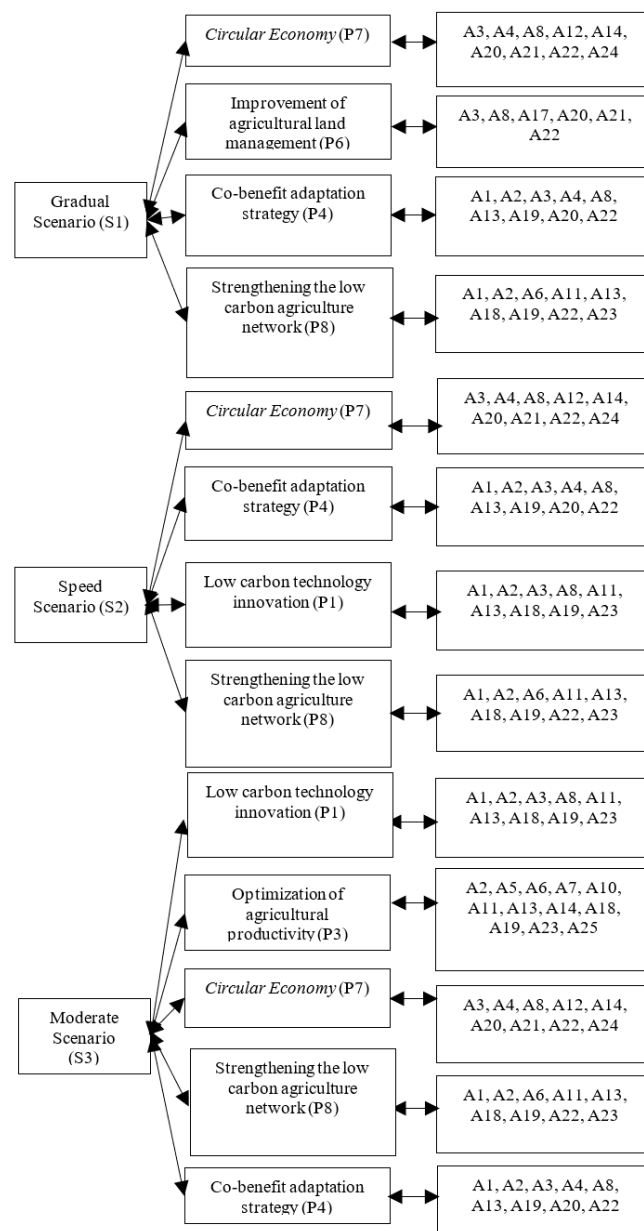 Circular Economy (P7)
A3, A4, A8, A12, A14,
A20, A21, A22, A24
Improvement of
agricultural land
management (P6)
A3, A8, A17, A20, A21,
A22
Gradual
Scenario (S1)
Co-benefit adaptation
strategy (P4)
A1, A2, A3, A4, A8,
A13, A19, A20, A22
Strengthening the low
carbon agriculture
network (P8)
A1, A2, A6, A11, A13,
A18, A19, A22, A23
Circular Economy (P7)
A3, A4, A8, A12, A14,
A20, A21, A22, A24
Co-benefit adaptation
strategy (P4)
A1, A2, A3, A4, A8,
A13, A19, A20, A22
Speed
Scenario (S2)
Low carbon technology
innovation (P1)
A1, A2, A3, A8, A11,
A13, A18, A19, A23
Strengthening the low
carbon agriculture
network (P8)
A1, A2, A6, A11, A13,
A18, A19, A22, A23
Low carbon technology
innovation (P1)
A1, A2, A3, A8, A11,
A13, A18, A19, A23
Optimization of
agricultural
productivity (P3)
A2, A5, A6, A7, A10,
A11, A13, A14, A18,
A19, A23, A25
Moderate
Scenario
(S3)
Circular Economy (P7)
A3, A4, A8, A12, A14,
A20, A21, A22, A24
Strengthening the low
carbon agriculture network
(P8)
A1, A2, A6, A11, A13,
A18, A19, A22, A23
Co-benefit adaptation
strategy (P4)
A1, A2, A3, A4, A8,
A13, A19, A20, A22